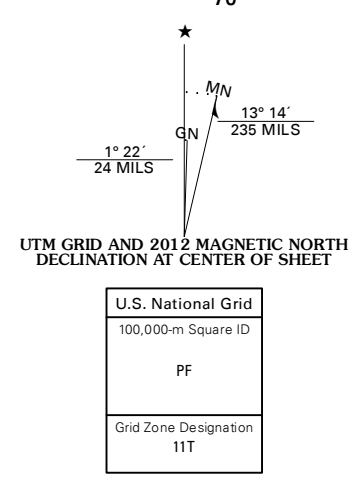 MN
GN
13° 14´
235 MILS
1° 22´
24 MILS
UTM GRID AND 2012 MAGNETIC NORTH
DECLINATION AT CENTER OF SHEET
U.S. National Grid
100,000-m Square ID
PF
Grid Zone Designation
11T